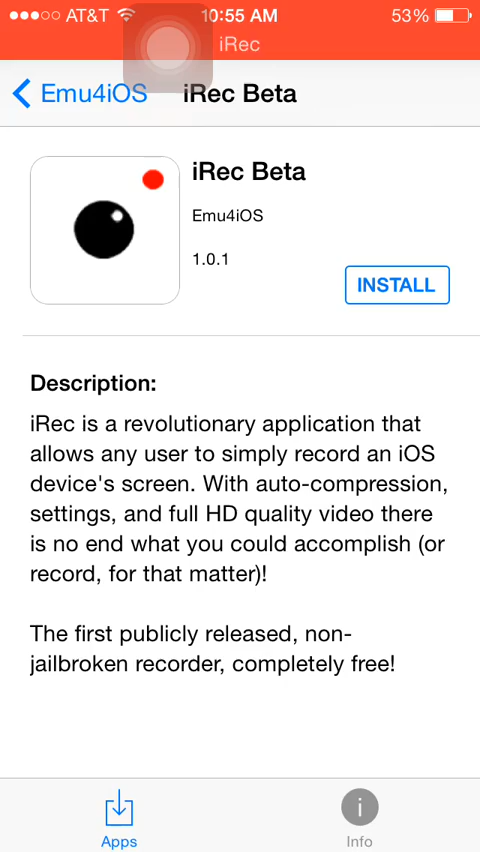 AT&T 10:55 AM 53%
iRec
Emu4iOS iRec Beta
iRec Beta
Emu4iOS
1.0.1
INSTALL
Description:
iRec is a revolutionary application that
allows any user to simply record an iOS
device's screen. With auto-compression,
settings, and full HD quality video there
is no end what you could accomplish (or
record, for that matter)!
The first publicly released, non-
jailbroken recorder, completely free!
Apps Info